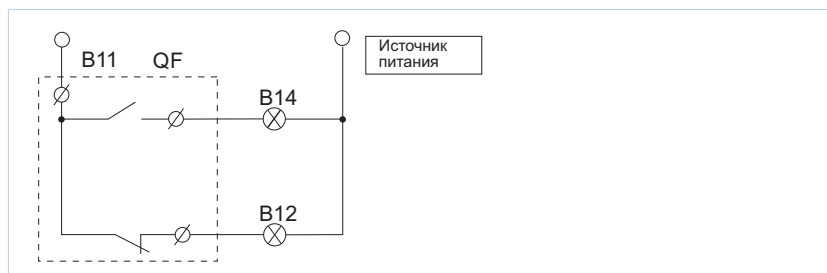 B11 QF
Источник
питания
B14
B12